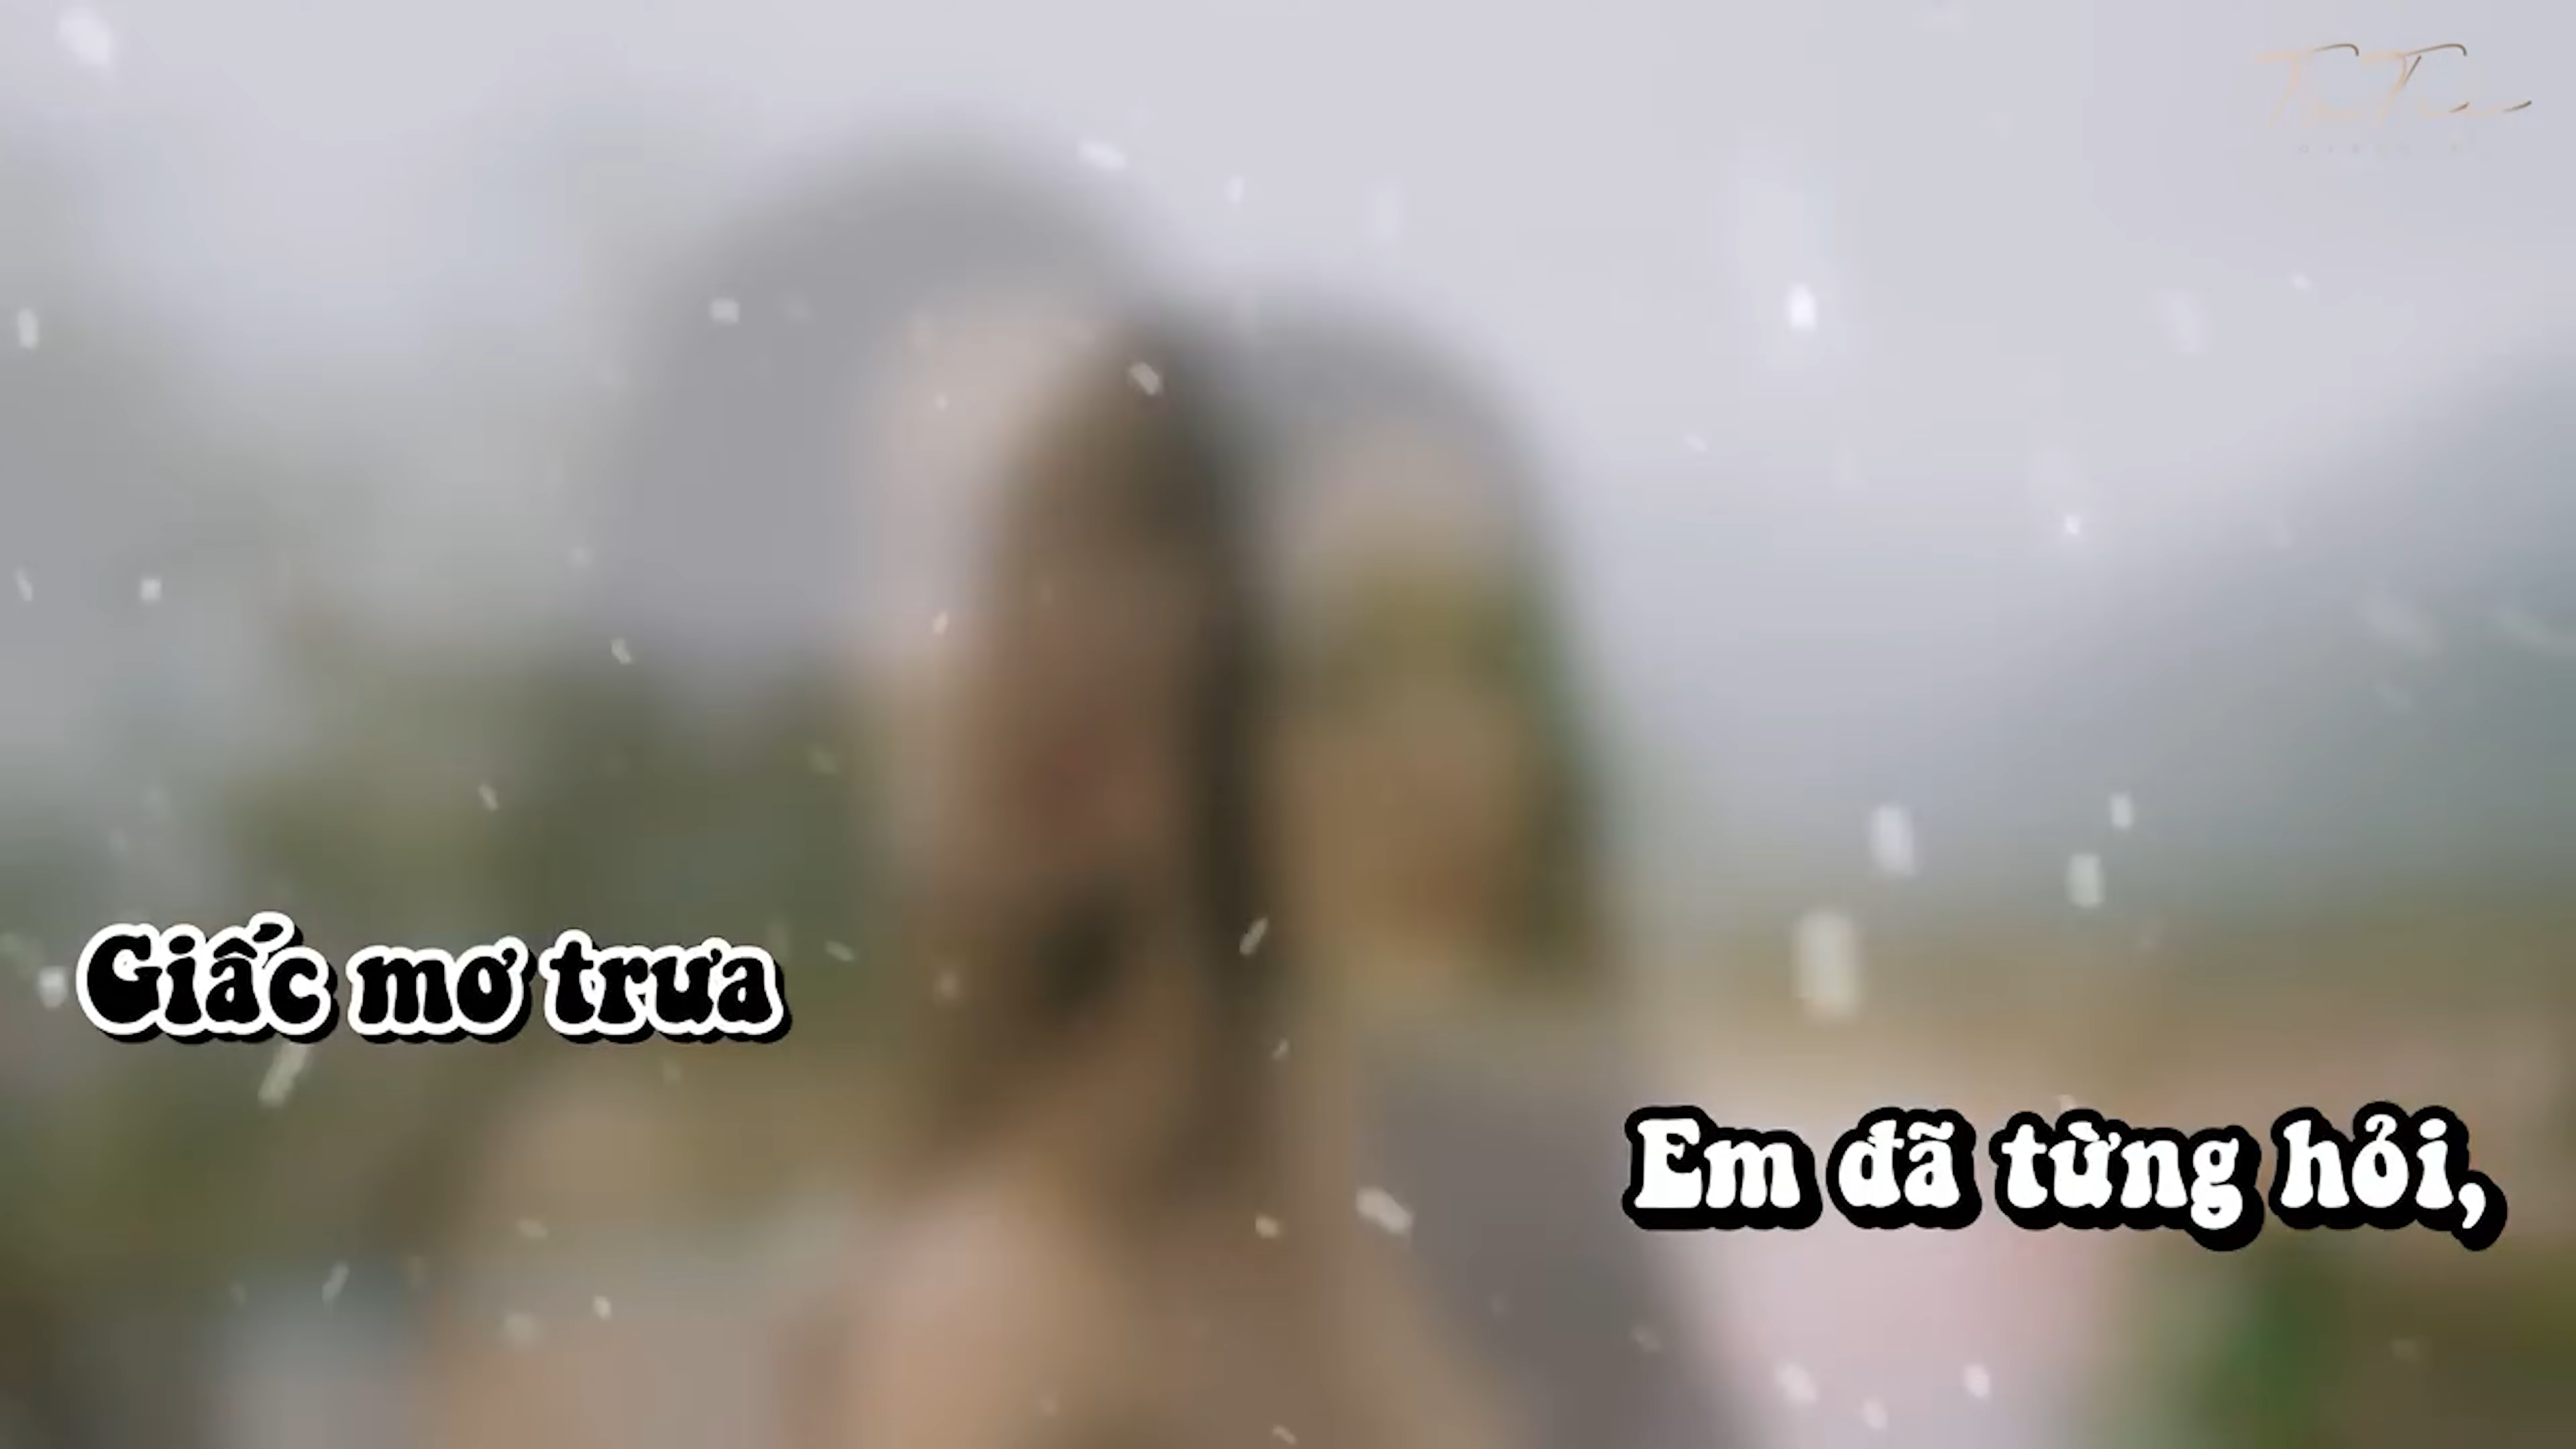 Giấc mơ trưa
Em đã từng hỏi,